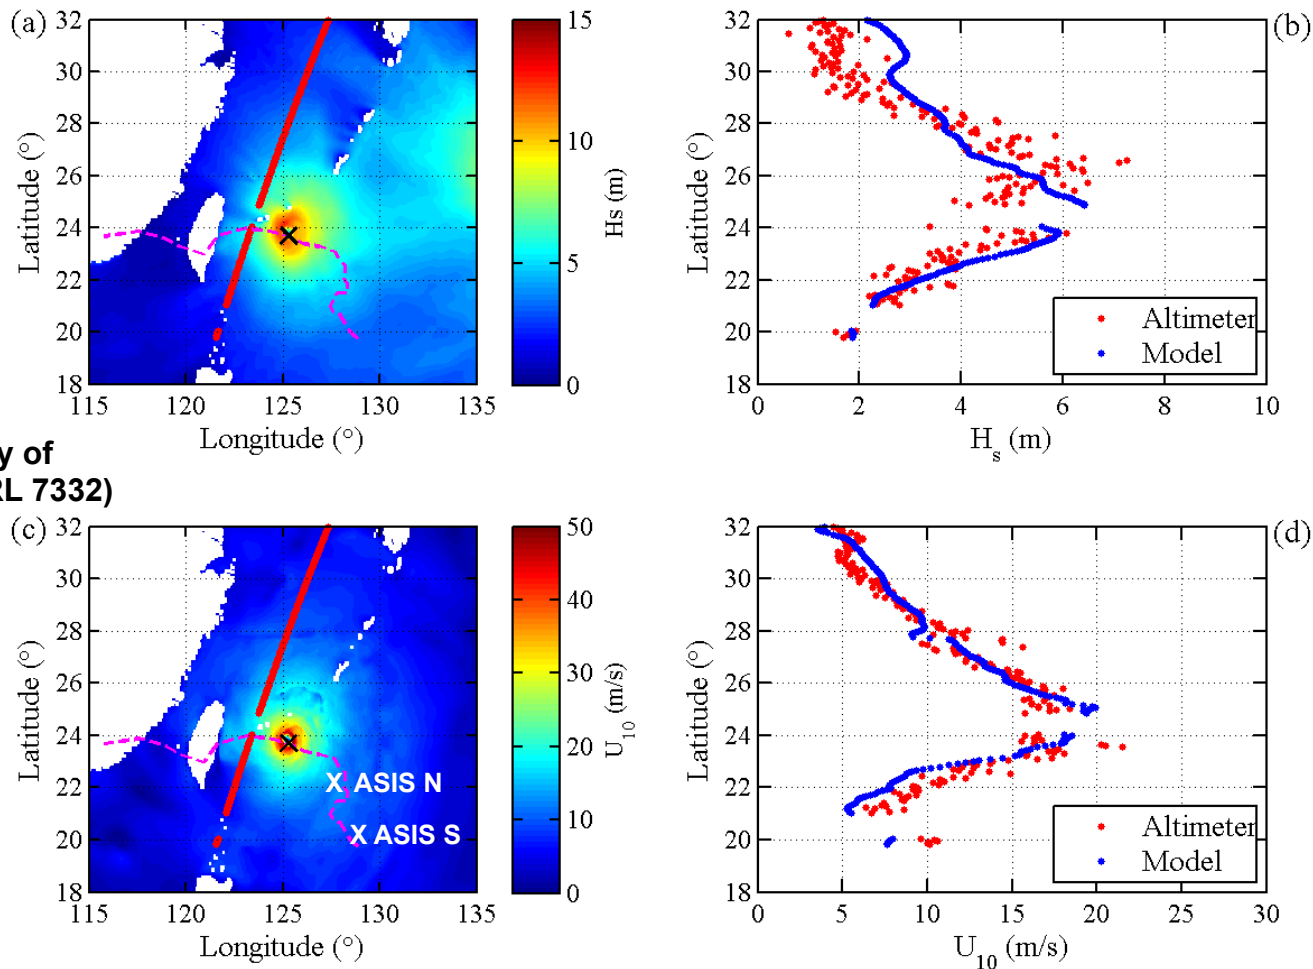 (a)
32
30
28
26
24
22
20
18
Latitude (°)
115
120
125
130
135
Longitude (°)
15
10
5
0
Hs (m)
(b)
32
30
28
26
24
22
20
18
Latitude (°)
0
2
4
6
8
10
H_s (m)
Altimeter
Model
y of
RL 7332)
(c)
32
30
28
26
24
22
20
18
Latitude (°)
115
120
125
130
135
Longitude (°)
X ASIS N
X ASIS S
50
40
30
20
10
0
U_10 (m/s)
(d)
32
30
28
26
24
22
20
18
Latitude (°)
0
5
10
15
20
25
30
U_10 (m/s)
Altimeter
Model